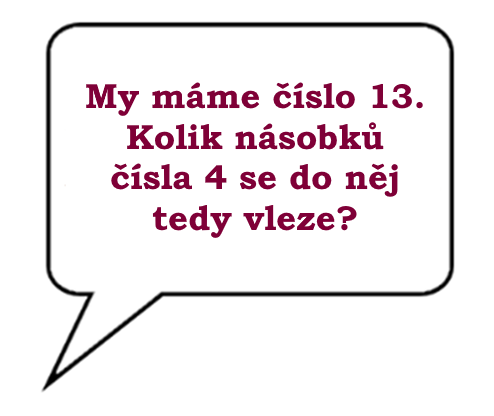 My máme číslo 13.
Kolik násobků
čísla 4 se do něj
tedy vleze?